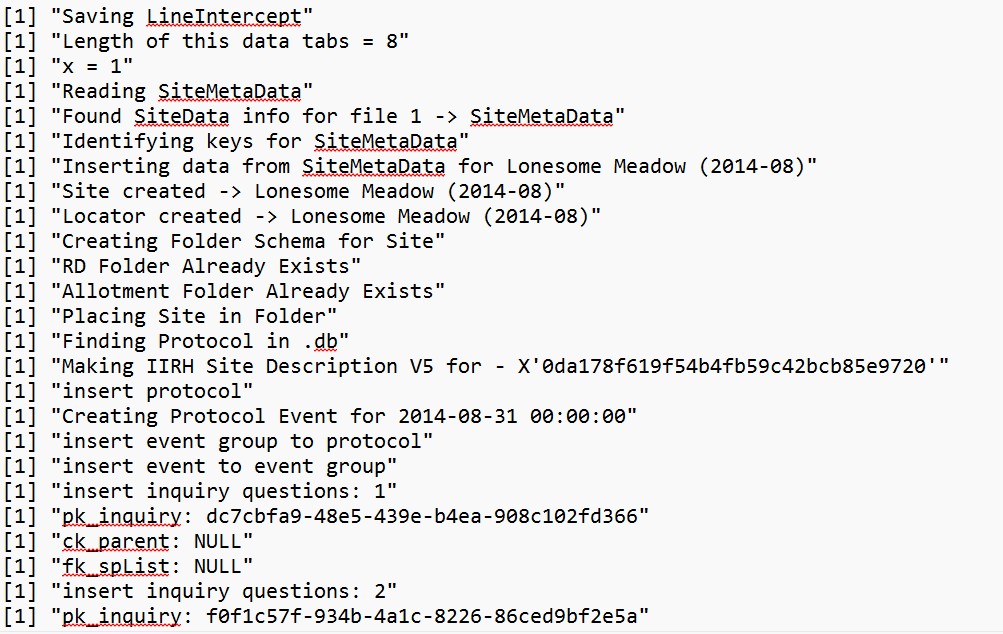 [1] "Saving LineIntercept"
[1] "Length of this data tabs = 8"
[1] "x = 1"
[1] "Reading SiteMetaData"
[1] "Found SiteData info for file 1 -> SiteMetaData"
[1] "Identifying keys for SiteMetaData"
[1] "Inserting data from SiteMetaData for Lonesome Meadow (2014-08)"
[1] "Site created -> Lonesome Meadow (2014-08)"
[1] "Locator created -> Lonesome Meadow (2014-08)"
[1] "Creating Folder Schema for Site"
[1] "RD Folder Already Exists"
[1] "Allotment Folder Already Exists"
[1] "Placing Site in Folder"
[1] "Finding Protocol in .db"
[1] "Making IIRH Site Description V5 for - X'0da178f619f54b4fb59c42bcb85e9720'"
[1] "insert protocol"
[1] "Creating Protocol Event for 2014-08-31 00:00:00"
[1] "insert event group to protocol"
[1] "insert event to event group"
[1] "insert inquiry questions: 1"
[1] "pk_inquiry: dc7cbfa9-48e5-439e-b4ea-908c102fd366"
[1] "ck_parent: NULL"
[1] "fk_spList: NULL"
[1] "insert inquiry questions: 2"
[1] "pk_inquiry: f0f1c57f-934b-4a1c-8226-86ced9bf2e5a"